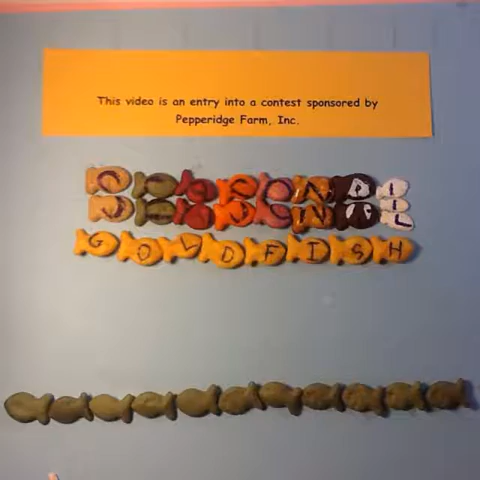 This video is an entry into a contest sponsored by
Pepperidge Farm, Inc.
GOLDFISH